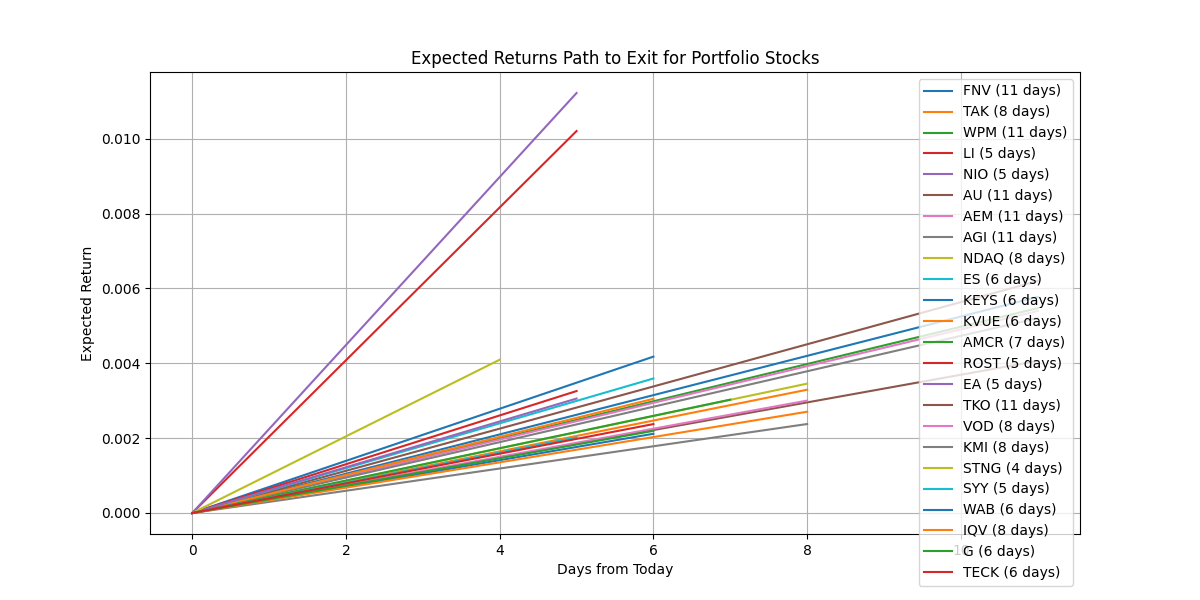 Expected Returns Path to Exit for Portfolio Stocks
Expected Return
0.010
0.008
0.006
0.004
0.002
0.000
0
2
4
6
8
10
Days from Today
FNV (11 days)
TAK (8 days)
WPM (11 days)
LI (5 days)
NIO (5 days)
AU (11 days)
AEM (11 days)
AGI (11 days)
NDAQ (8 days)
ES (6 days)
KEYS (6 days)
KVUE (6 days)
AMCR (7 days)
ROST (5 days)
EA (5 days)
TKO (11 days)
VOD (8 days)
KMI (8 days)
STNG (4 days)
SYY (5 days)
WAB (6 days)
IQV (8 days)
G (6 days)
TECK (6 days)